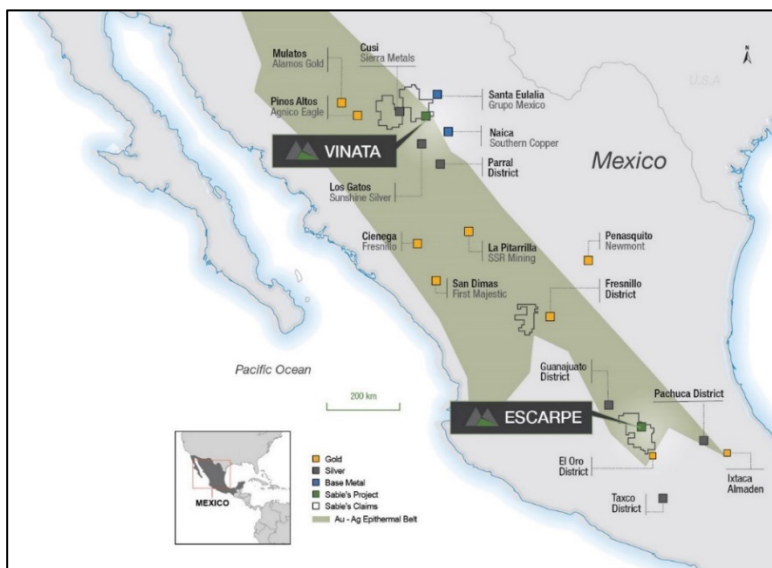 N
USA
Mulatos
Alamos Gold
Cusi
Sierra Metals
Pinos Altos
Agnico Eagle
Santa Eulalia
Grupo Mexico
VINATA
Naica
Southern Copper
Mexico
Parral
District
Los Gatos
Sunshine Silver
Cienega
Fresnillo
La Pitarrilla
SSR Mining
Penasquito
Newmont
San Dimas
First Majestic
Fresnillo
District
Pacific Ocean
Guanajuato
District
Pachuca District
200 km
ESCARPE
El Oro
District
Ixtaca
Almaden
Taxco
District
MEXICO
Gold
Silver
Base Metal
Sable's Project
Sable's Claims
Au - Ag Epithermal Belt